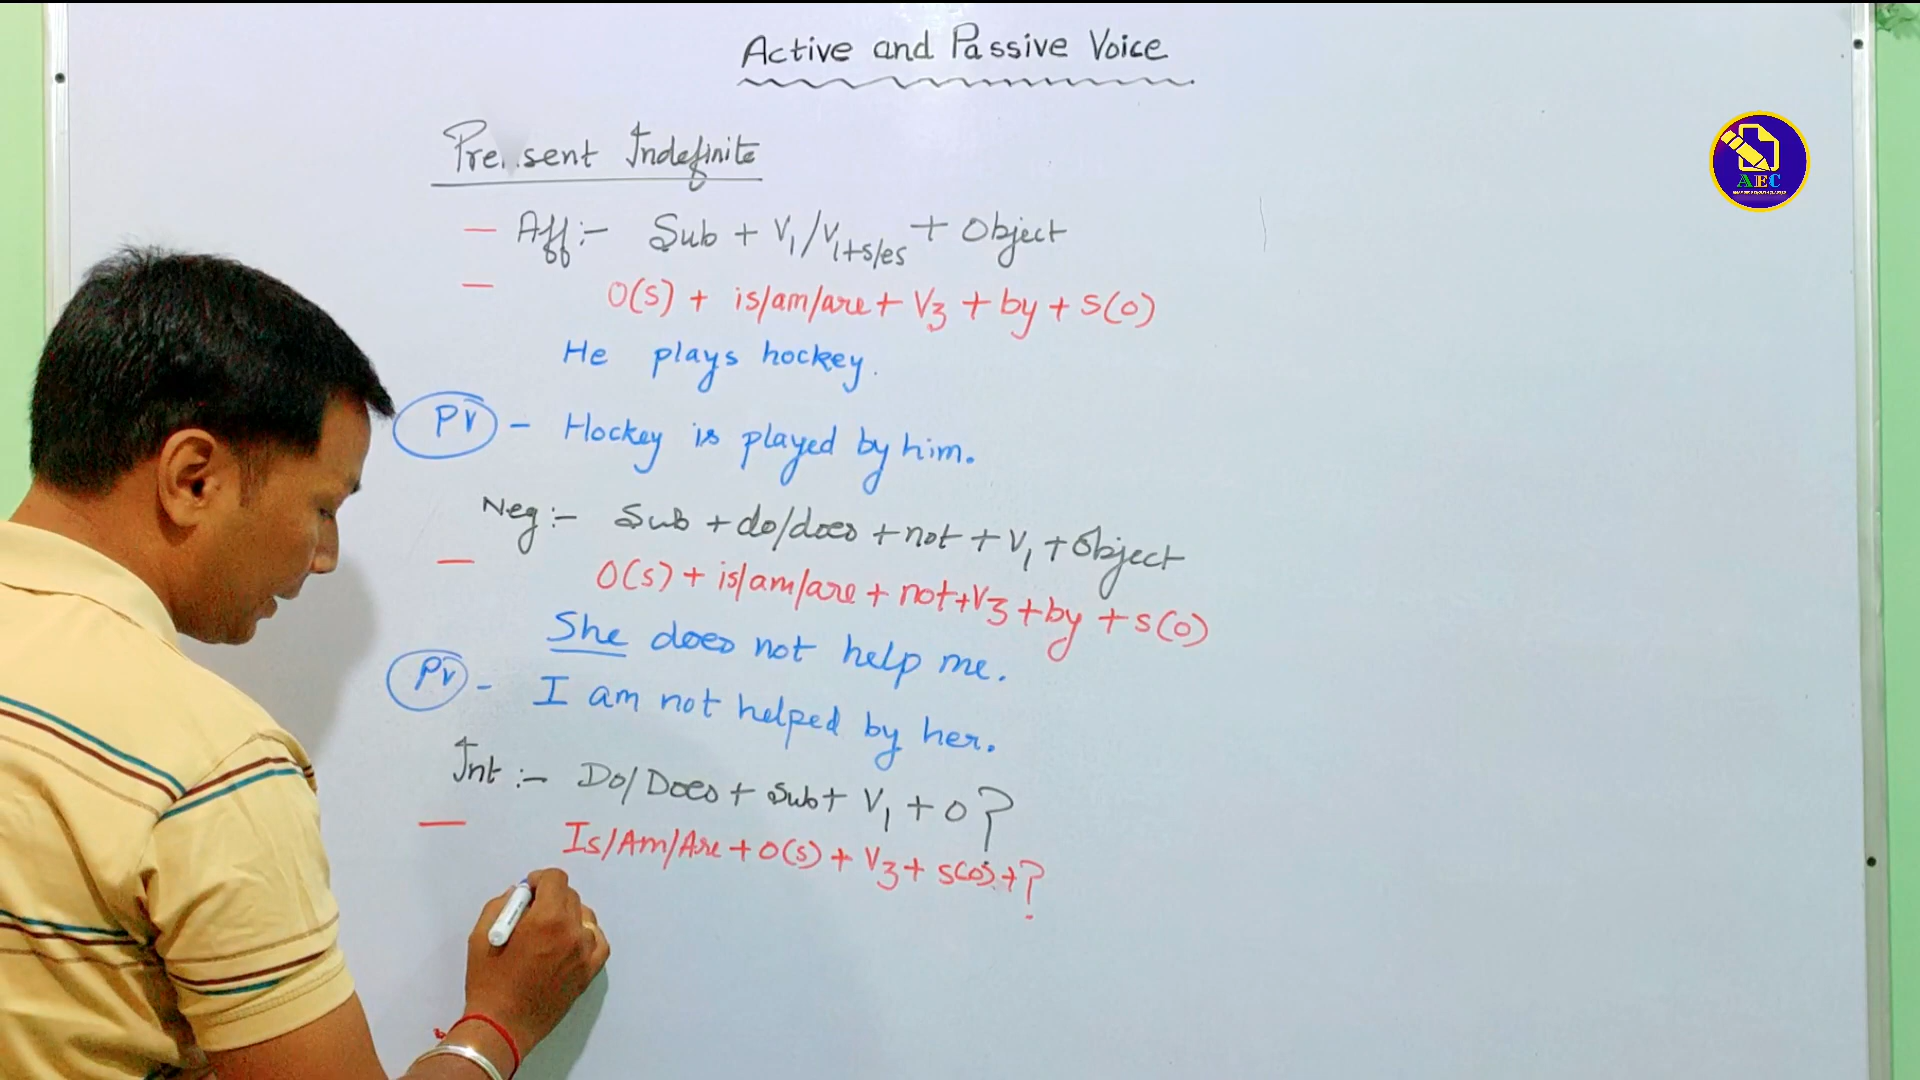 Active and Passive Voice
Present Indefinite
— Aff:- Sub + V1/V1+s/es + Object
— O(S) + is/am/are + V3 + by + S(O)
He plays hockey.
PV - Hockey is played by him.
Neg:- Sub + do/does + not + V1 + Object
— O(S) + is/am/are + not + V3 + by + S(O)
She does not help me.
PV - I am not helped by her.
Int :- Do/Does + Sub + V1 + O ?
— Is/Am/Are + O(S) + V3 + S(O) + ?
AEC